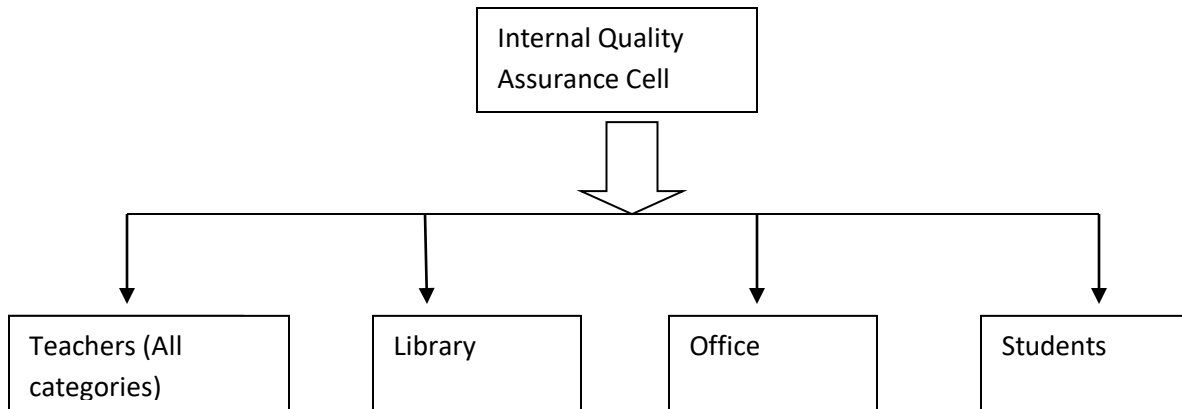 Internal Quality
Assurance Cell
Teachers (All
categories)
Library
Office
Students